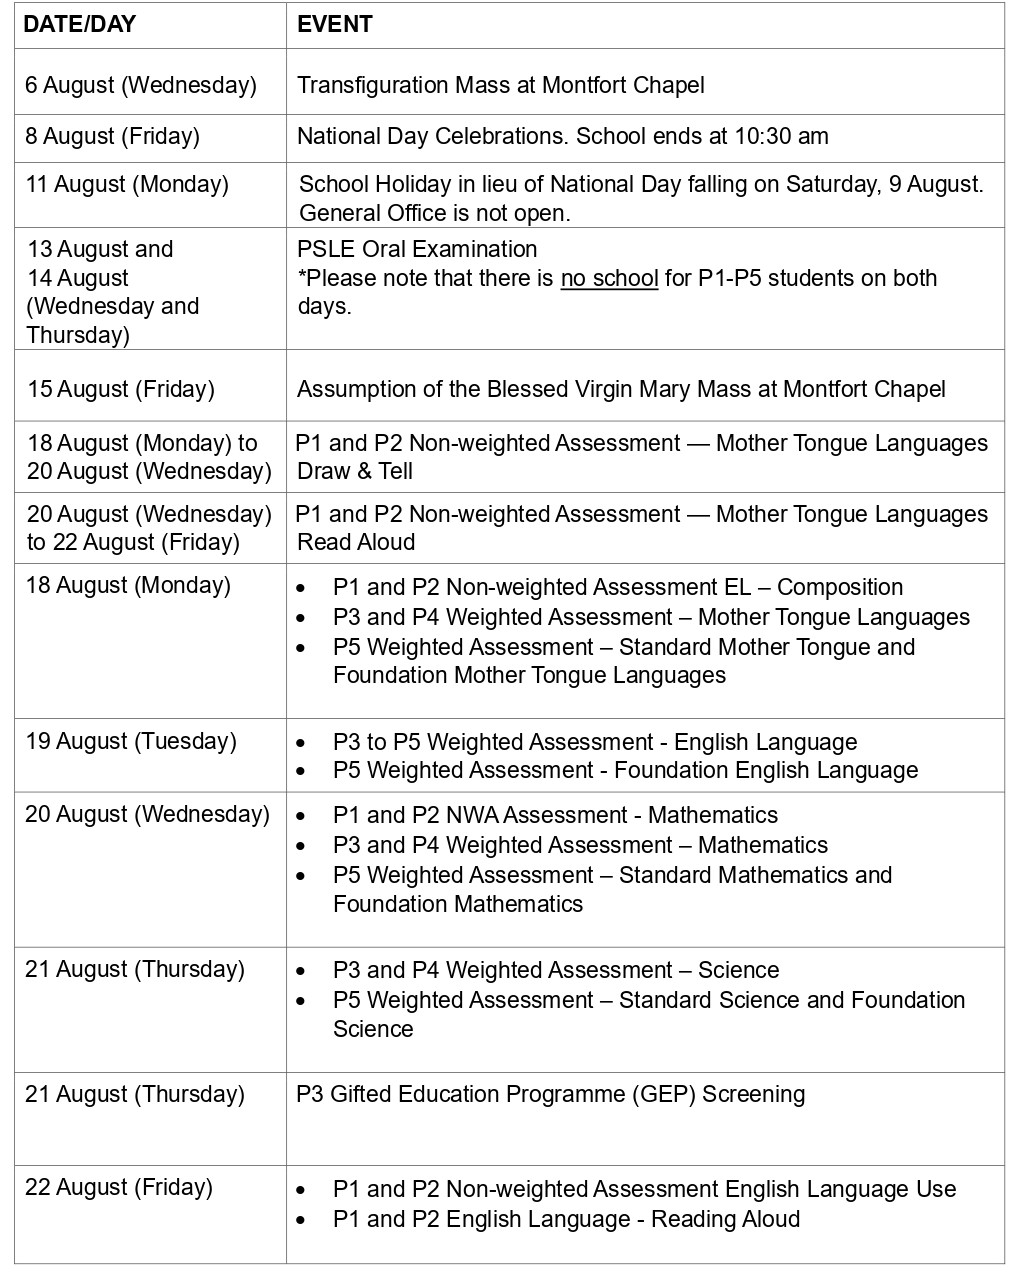 DATE/DAY
EVENT
6 August (Wednesday)
Transfiguration Mass at Montfort Chapel
8 August (Friday)
National Day Celebrations. School ends at 10:30 am
11 August (Monday)
School Holiday in lieu of National Day falling on Saturday, 9 August.
General Office is not open.
13 August and
14 August
(Wednesday and
Thursday)
PSLE Oral Examination
*Please note that there is no school for P1-P5 students on both
days.
15 August (Friday)
Assumption of the Blessed Virgin Mary Mass at Montfort Chapel
18 August (Monday) to
20 August (Wednesday)
P1 and P2 Non-weighted Assessment — Mother Tongue Languages
Draw & Tell
20 August (Wednesday)
to 22 August (Friday)
P1 and P2 Non-weighted Assessment — Mother Tongue Languages
Read Aloud
18 August (Monday)
• P1 and P2 Non-weighted Assessment EL – Composition
• P3 and P4 Weighted Assessment – Mother Tongue Languages
• P5 Weighted Assessment – Standard Mother Tongue and
Foundation Mother Tongue Languages
19 August (Tuesday)
• P3 to P5 Weighted Assessment - English Language
• P5 Weighted Assessment - Foundation English Language
20 August (Wednesday)
• P1 and P2 NWA Assessment - Mathematics
• P3 and P4 Weighted Assessment – Mathematics
• P5 Weighted Assessment – Standard Mathematics and
Foundation Mathematics
21 August (Thursday)
• P3 and P4 Weighted Assessment – Science
• P5 Weighted Assessment – Standard Science and Foundation
Science
21 August (Thursday)
P3 Gifted Education Programme (GEP) Screening
22 August (Friday)
• P1 and P2 Non-weighted Assessment English Language Use
• P1 and P2 English Language - Reading Aloud